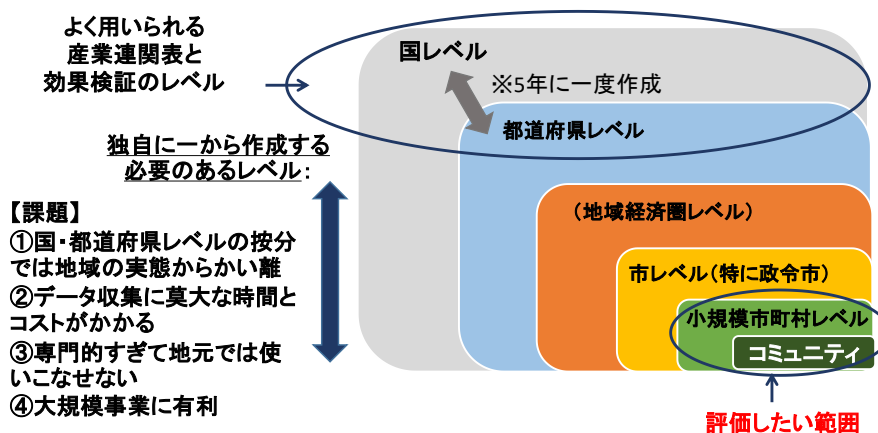 よく用いられる
産業連関表と
効果検証のレベル
国レベル
※5年に一度作成
都道府県レベル
独自に一から作成する
必要のあるレベル：
（地域経済圏レベル）
【課題】
①国・都道府県レベルの按分
では地域の実態からかい離
②データ収集に莫大な時間と
コストがかかる
③専門的すぎて地元では使
いこなせない
④大規模事業に有利
市レベル（特に政令市）
小規模市町村レベル
コミュニティ
評価したい範囲